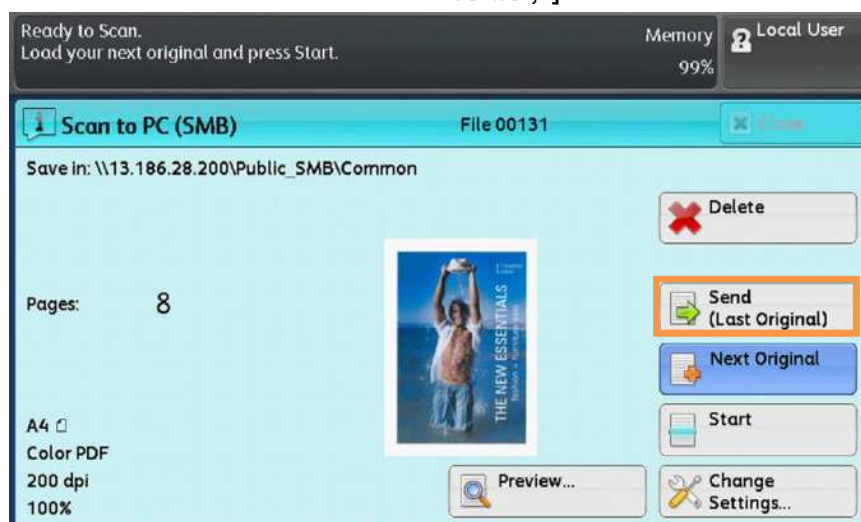 Ready to Scan.
Load your next original and press Start.
Memory
99%
Local User
Scan to PC (SMB)
File 00131
Close
Save in: \\13.186.28.200\Public_SMB\Common
Delete
Pages: 8
THE NEW ESSENTIALS
Send
(Last Original)
Next Original
Start
A4
Color PDF
200 dpi
100%
Preview...
Change
Settings...